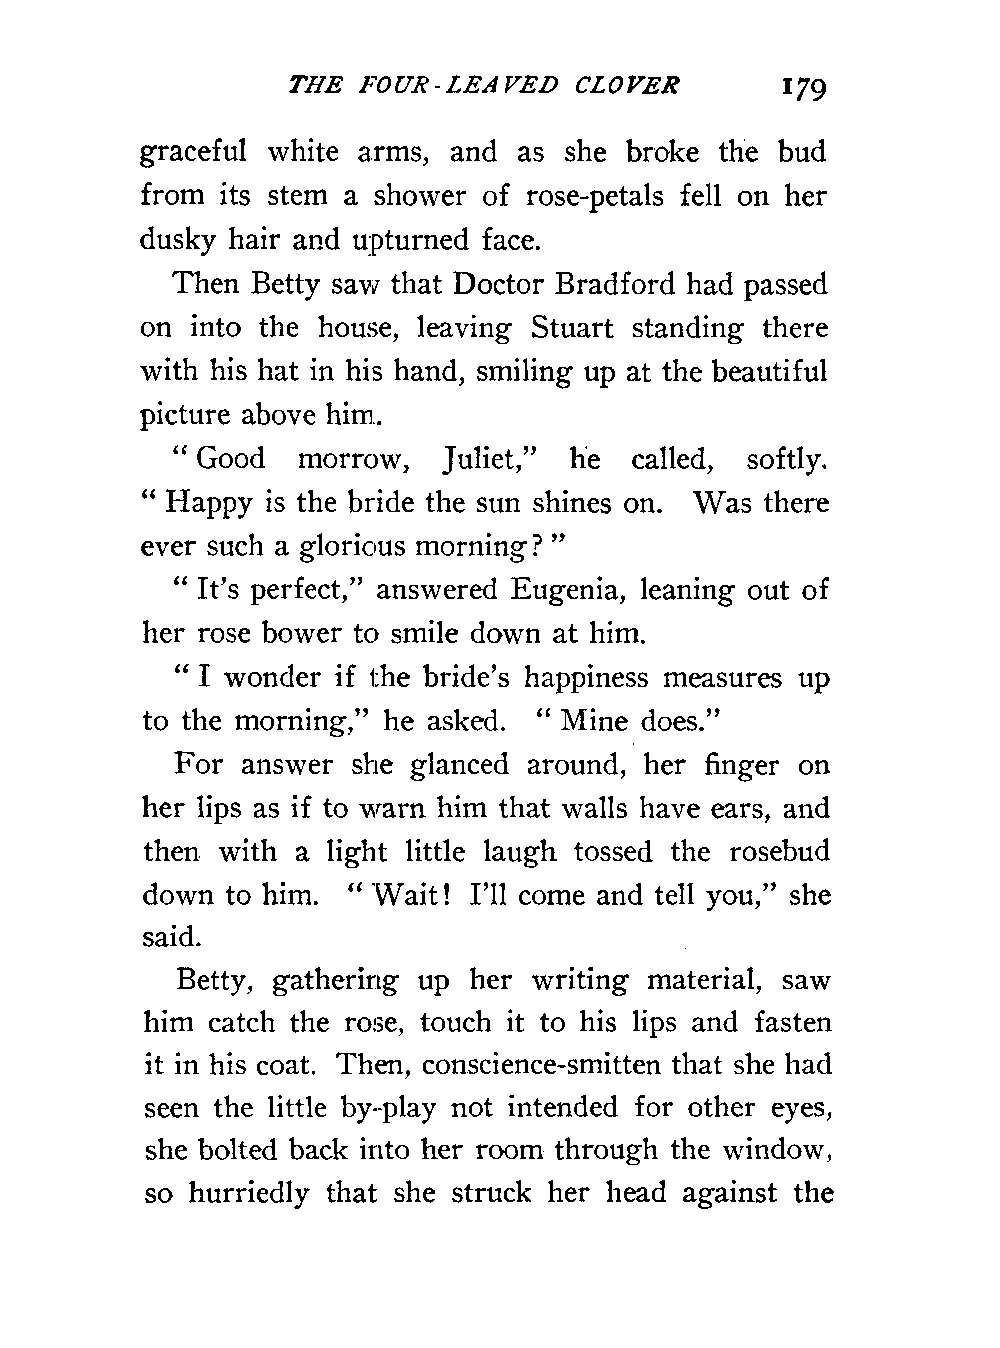 THE FOUR-LEAVED CLOVER 179
graceful white arms, and as she broke the bud
from its stem a shower of rose-petals fell on her
dusky hair and upturned face.
Then Betty saw that Doctor Bradford had passed
on into the house, leaving Stuart standing there
with his hat in his hand, smiling up at the beautiful
picture above him.
“ Good morrow, Juliet,” he called, softly.
“ Happy is the bride the sun shines on. Was there
ever such a glorious morning? ”
“ It’s perfect,” answered Eugenia, leaning out of
her rose bower to smile down at him.
“ I wonder if the bride’s happiness measures up
to the morning,” he asked. “ Mine does.”
For answer she glanced around, her finger on
her lips as if to warn him that walls have ears, and
then with a light little laugh tossed the rosebud
down to him. “ Wait! I’ll come and tell you,” she
said.
Betty, gathering up her writing material, saw
him catch the rose, touch it to his lips and fasten
it in his coat. Then, conscience-smitten that she had
seen the little by-play not intended for other eyes,
she bolted back into her room through the window,
so hurriedly that she struck her head against the